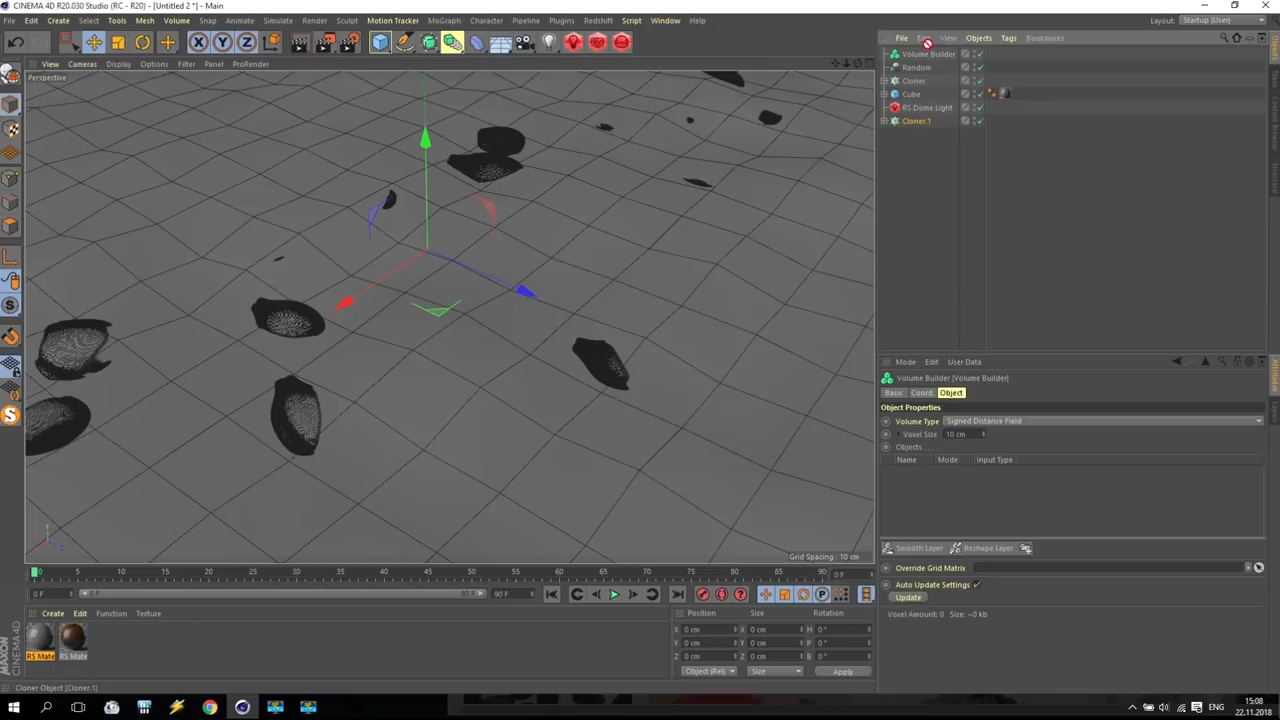 CINEMA 4D R20.030 Studio (RC - R20) - [Untitled 2 *] - Main
File Edit Create Select Tools Mesh Volume Snap Animate Simulate Render Sculpt Motion Tracker MoGraph Character Pipeline Plugins Redshift Script Window Help
Layout: Startup (User)
View Cameras Display Options Filter Panel ProRender
Perspective
File View Objects Tags Bookmarks
Volume Builder
Random
Cloner
Cube
RS Dome Light
Cloner.1
Mode Edit User Data
Volume Builder [Volume Builder]
Basic Coord. Object
Object Properties
Volume Type Signed Distance Field
Voxel Size 10 cm
Objects . . . .
Name Mode Input Type
Smooth Layer Reshape Layer
Override Grid Matrix
Auto Update Settings
Update
Voxel Amount: 0 Size: ~0 kb
Grid Spacing : 10 cm
0 5 10 15 20 25 30 35 40 45 50 55 60 65 70 75 80 85 90 0 F
0 F 0 F 90 F
Create Edit Function Texture
RS Mate RS Mate
Position Size Rotation
X 0 cm X 0 cm H 0 °
Y 0 cm Y 0 cm P 0 °
Z 0 cm Z 0 cm B 0 °
Object (Rel) Size Apply
MAXON CINEMA 4D
Cloner Object [Cloner.1]
ENG
15:08
22.11.2018